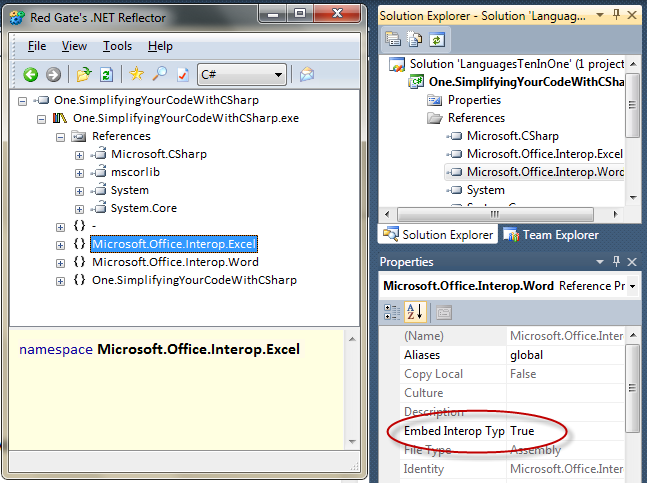 Red Gate's .NET Reflector
File View Tools Help
C#
One.SimplifyingYourCodeWithCSharp
One.SimplifyingYourCodeWithCSharp.exe
References
Microsoft.CSharp
mscorlib
System
System.Core
{} -
{} Microsoft.Office.Interop.Excel
{} Microsoft.Office.Interop.Word
{} One.SimplifyingYourCodeWithCSharp
namespace Microsoft.Office.Interop.Excel
Solution Explorer - Solution 'Languag...
Solution 'LanguagesTenInOne' (1 project
One.SimplifyingYourCodeWithCSha
Properties
References
Microsoft.CSharp
Microsoft.Office.Interop.Excel
Microsoft.Office.Interop.Word
System
Solution Explorer Team Explorer
Properties
Microsoft.Office.Interop.Word Reference Pr
(Name) Microsoft.Office.Inter
Aliases global
Copy Local False
Culture
Description
Embed Interop Typ True
File Type Assembly
Identity Microsoft.Office.Inter